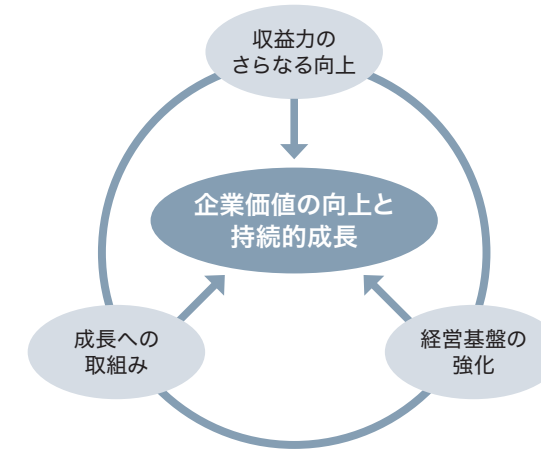 収益力の
さらなる向上
企業価値の向上と
持続的成長
成長への
取組み
経営基盤の
強化